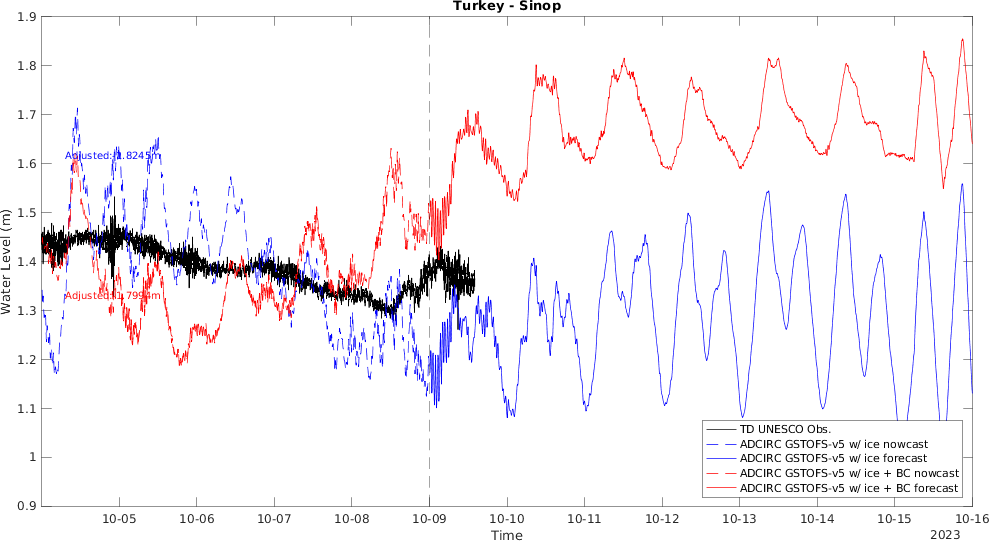 Turkey - Sinop
1.9
1.8
1.7
1.6
1.5
1.4
1.3
1.2
1.1
1
0.9
Water Level (m)
Adjusted: 1.8245m
Adjusted: 1.7994m
TD UNESCO Obs.
ADCIRC GSTOFS-v5 w/ ice nowcast
ADCIRC GSTOFS-v5 w/ ice forecast
ADCIRC GSTOFS-v5 w/ ice + BC nowcast
ADCIRC GSTOFS-v5 w/ ice + BC forecast
10-05 10-06 10-07 10-08 10-09 10-10 10-11 10-12 10-13 10-14 10-15 10-16
Time
2023